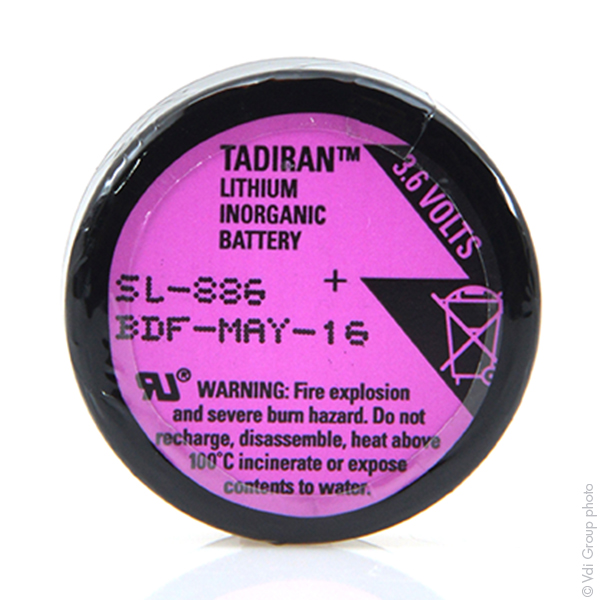 TADIRAN™
LITHIUM
INORGANIC
BATTERY
3.6 VOLTS
SL-886 +
BDF-MAY-16
RU® WARNING: Fire explosion
and severe burn hazard. Do not
recharge, disassemble, heat above
100°C incinerate or expose
contents to water.
© Vdi Group photo